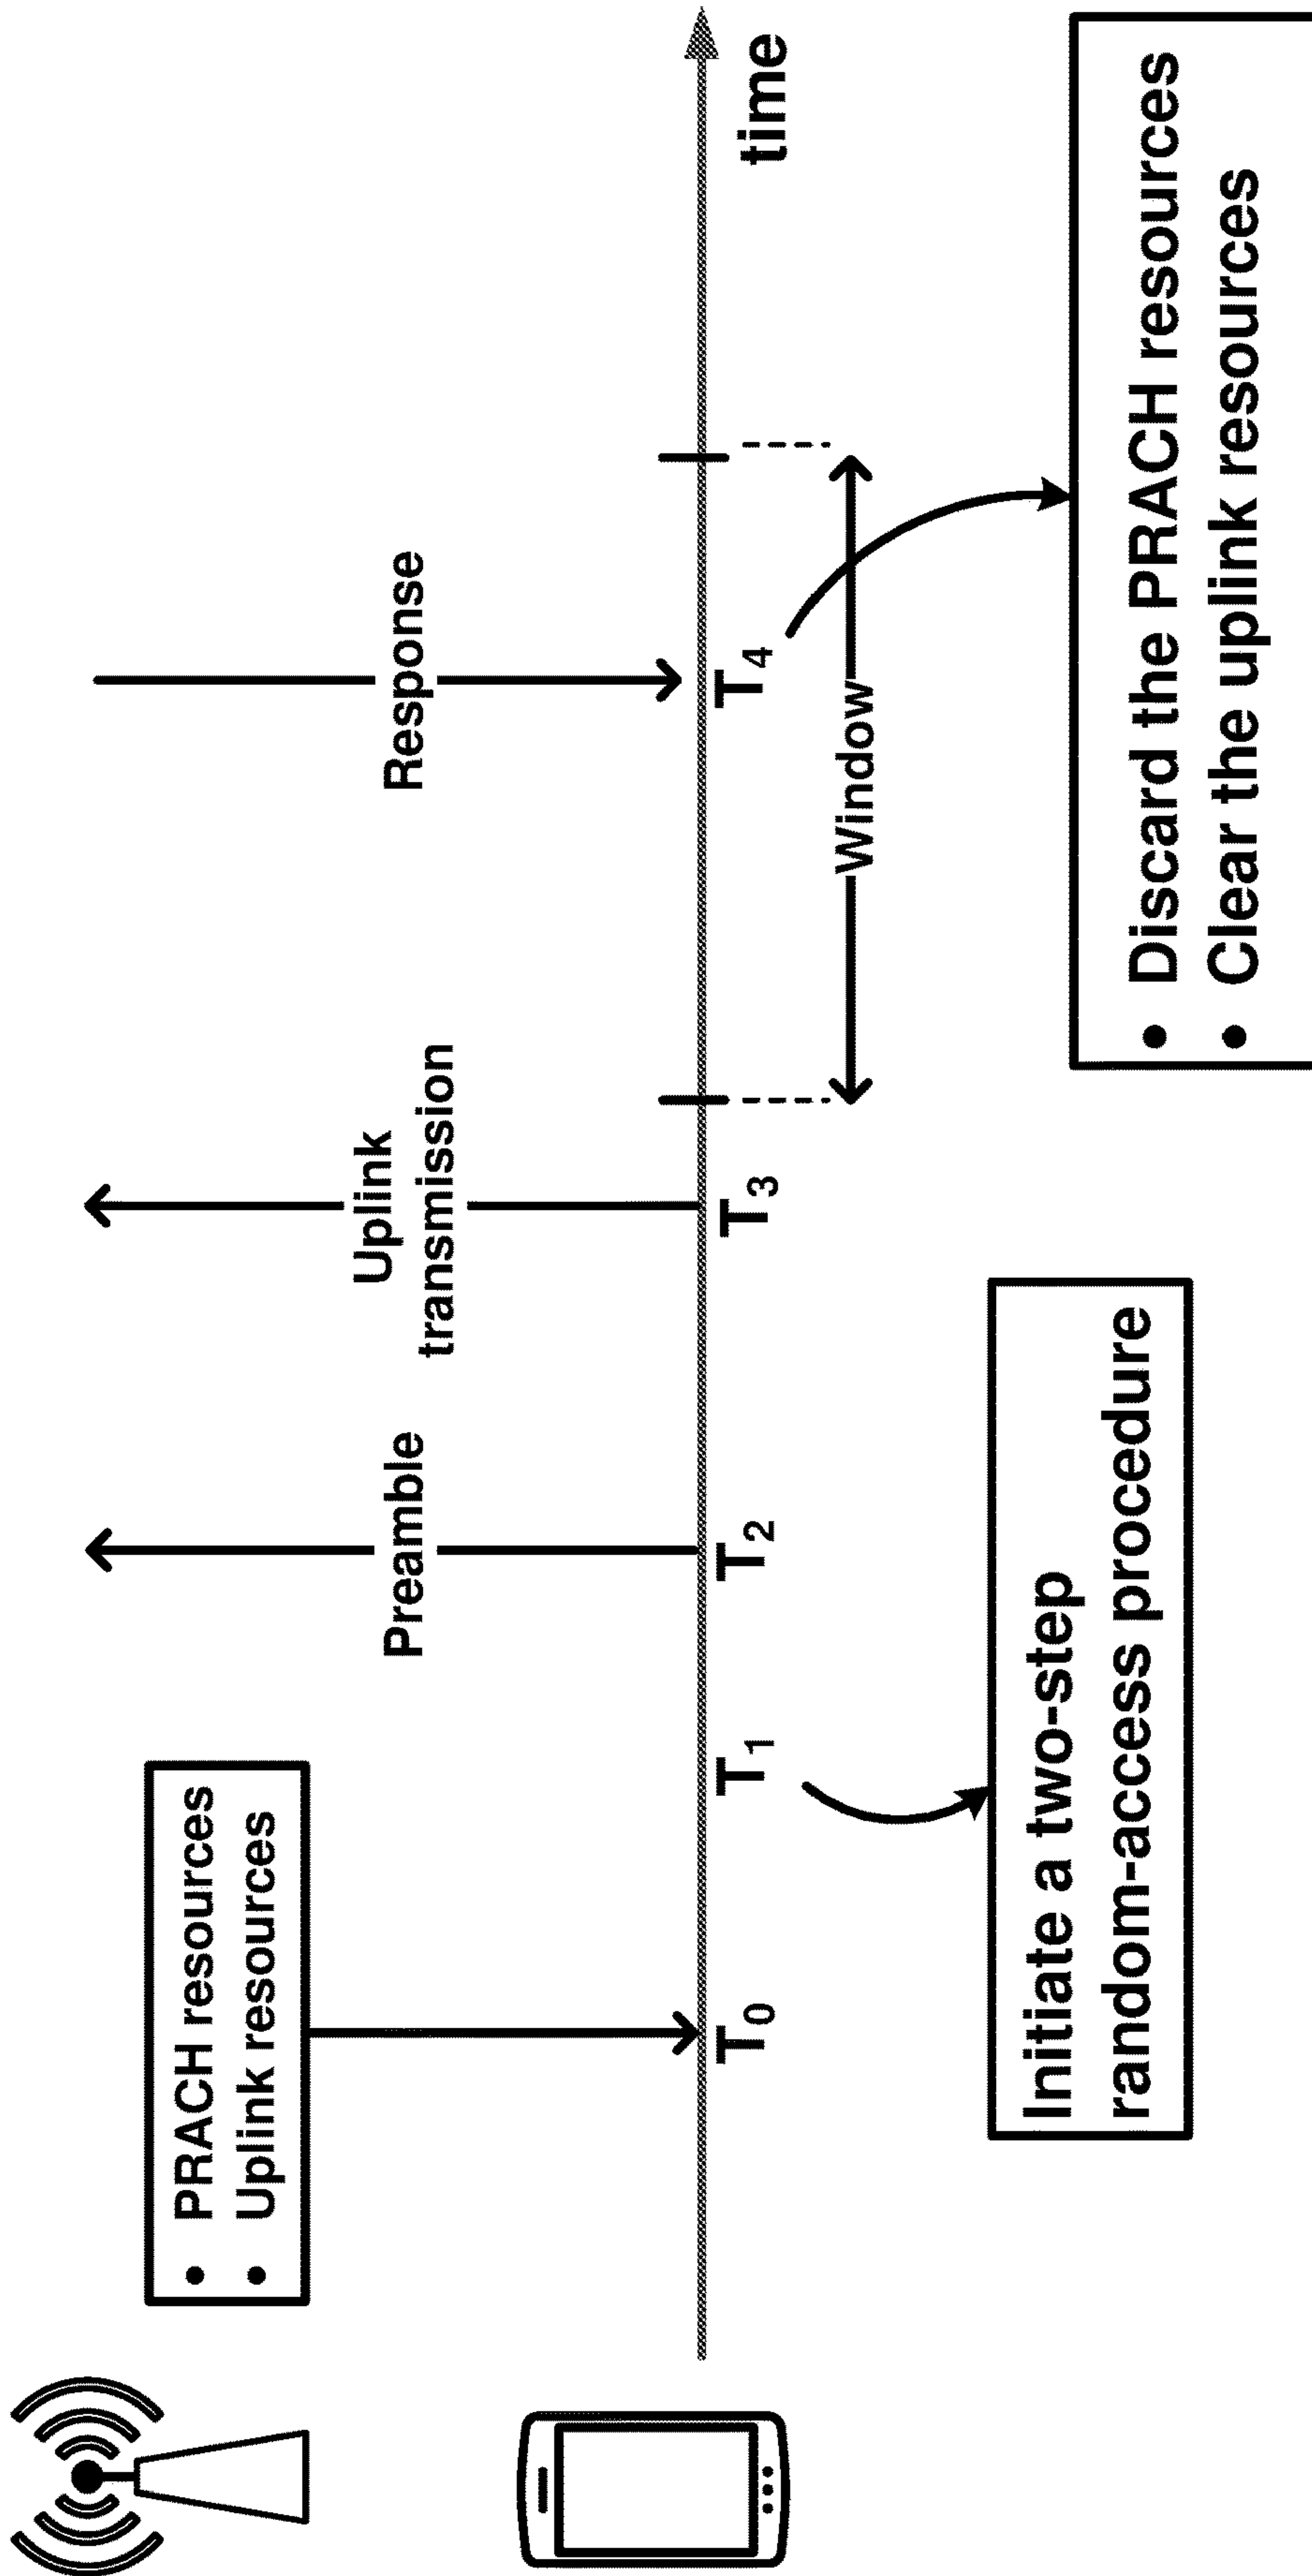 • PRACH resources
• Uplink resources
Preamble
Uplink
transmission
Response
T0
T1
T2
T3
T4
time
Window
Initiate a two-step
random-access procedure
• Discard the PRACH resources
• Clear the uplink resources